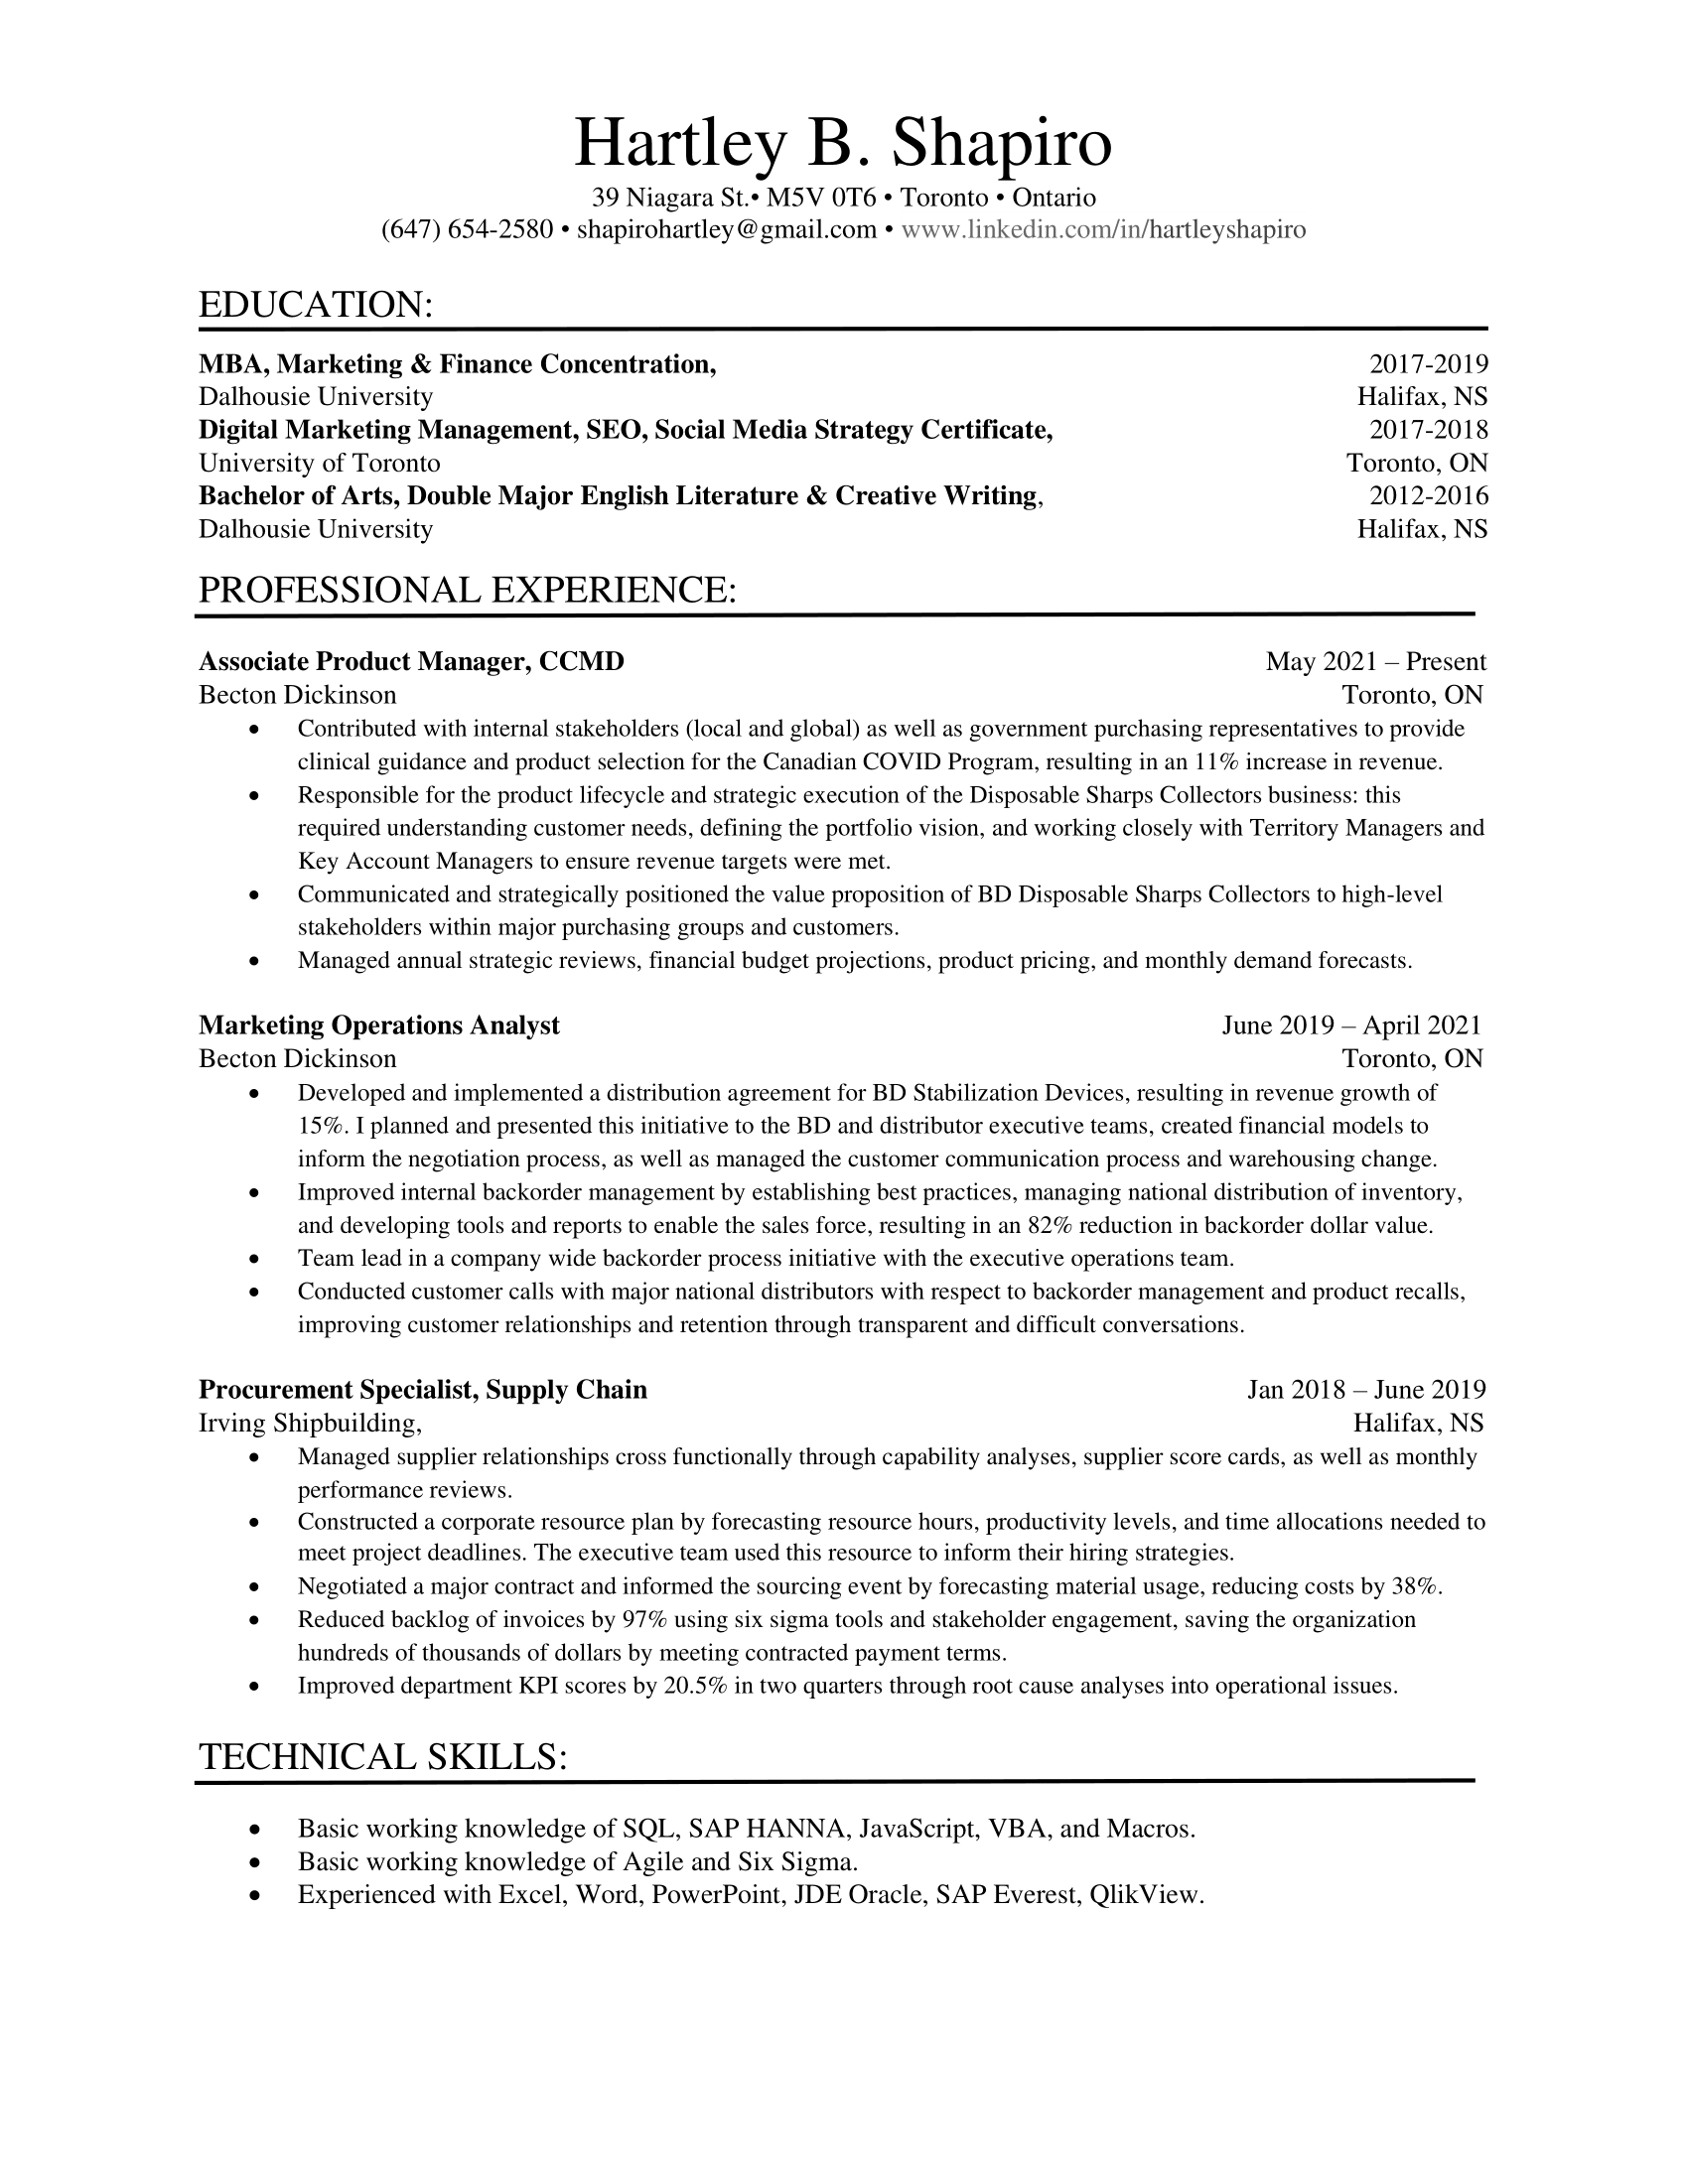 Hartley B. Shapiro
39 Niagara St.• M5V 0T6 • Toronto • Ontario
(647) 654-2580 • shapirohartley@gmail.com • www.linkedin.com/in/hartleyshapiro
EDUCATION:
MBA, Marketing & Finance Concentration, 2017-2019
Dalhousie University Halifax, NS
Digital Marketing Management, SEO, Social Media Strategy Certificate, 2017-2018
University of Toronto Toronto, ON
Bachelor of Arts, Double Major English Literature & Creative Writing, 2012-2016
Dalhousie University Halifax, NS
PROFESSIONAL EXPERIENCE:
Associate Product Manager, CCMD May 2021 – Present
Becton Dickinson Toronto, ON
• Contributed with internal stakeholders (local and global) as well as government purchasing representatives to provide
clinical guidance and product selection for the Canadian COVID Program, resulting in an 11% increase in revenue.
• Responsible for the product lifecycle and strategic execution of the Disposable Sharps Collectors business: this
required understanding customer needs, defining the portfolio vision, and working closely with Territory Managers and
Key Account Managers to ensure revenue targets were met.
• Communicated and strategically positioned the value proposition of BD Disposable Sharps Collectors to high-level
stakeholders within major purchasing groups and customers.
• Managed annual strategic reviews, financial budget projections, product pricing, and monthly demand forecasts.
Marketing Operations Analyst June 2019 – April 2021
Becton Dickinson Toronto, ON
• Developed and implemented a distribution agreement for BD Stabilization Devices, resulting in revenue growth of
15%. I planned and presented this initiative to the BD and distributor executive teams, created financial models to
inform the negotiation process, as well as managed the customer communication process and warehousing change.
• Improved internal backorder management by establishing best practices, managing national distribution of inventory,
and developing tools and reports to enable the sales force, resulting in an 82% reduction in backorder dollar value.
• Team lead in a company wide backorder process initiative with the executive operations team.
• Conducted customer calls with major national distributors with respect to backorder management and product recalls,
improving customer relationships and retention through transparent and difficult conversations.
Procurement Specialist, Supply Chain Jan 2018 – June 2019
Irving Shipbuilding, Halifax, NS
• Managed supplier relationships cross functionally through capability analyses, supplier score cards, as well as monthly
performance reviews.
• Constructed a corporate resource plan by forecasting resource hours, productivity levels, and time allocations needed to
meet project deadlines. The executive team used this resource to inform their hiring strategies.
• Negotiated a major contract and informed the sourcing event by forecasting material usage, reducing costs by 38%.
• Reduced backlog of invoices by 97% using six sigma tools and stakeholder engagement, saving the organization
hundreds of thousands of dollars by meeting contracted payment terms.
• Improved department KPI scores by 20.5% in two quarters through root cause analyses into operational issues.
TECHNICAL SKILLS:
• Basic working knowledge of SQL, SAP HANNA, JavaScript, VBA, and Macros.
• Basic working knowledge of Agile and Six Sigma.
• Experienced with Excel, Word, PowerPoint, JDE Oracle, SAP Everest, QlikView.